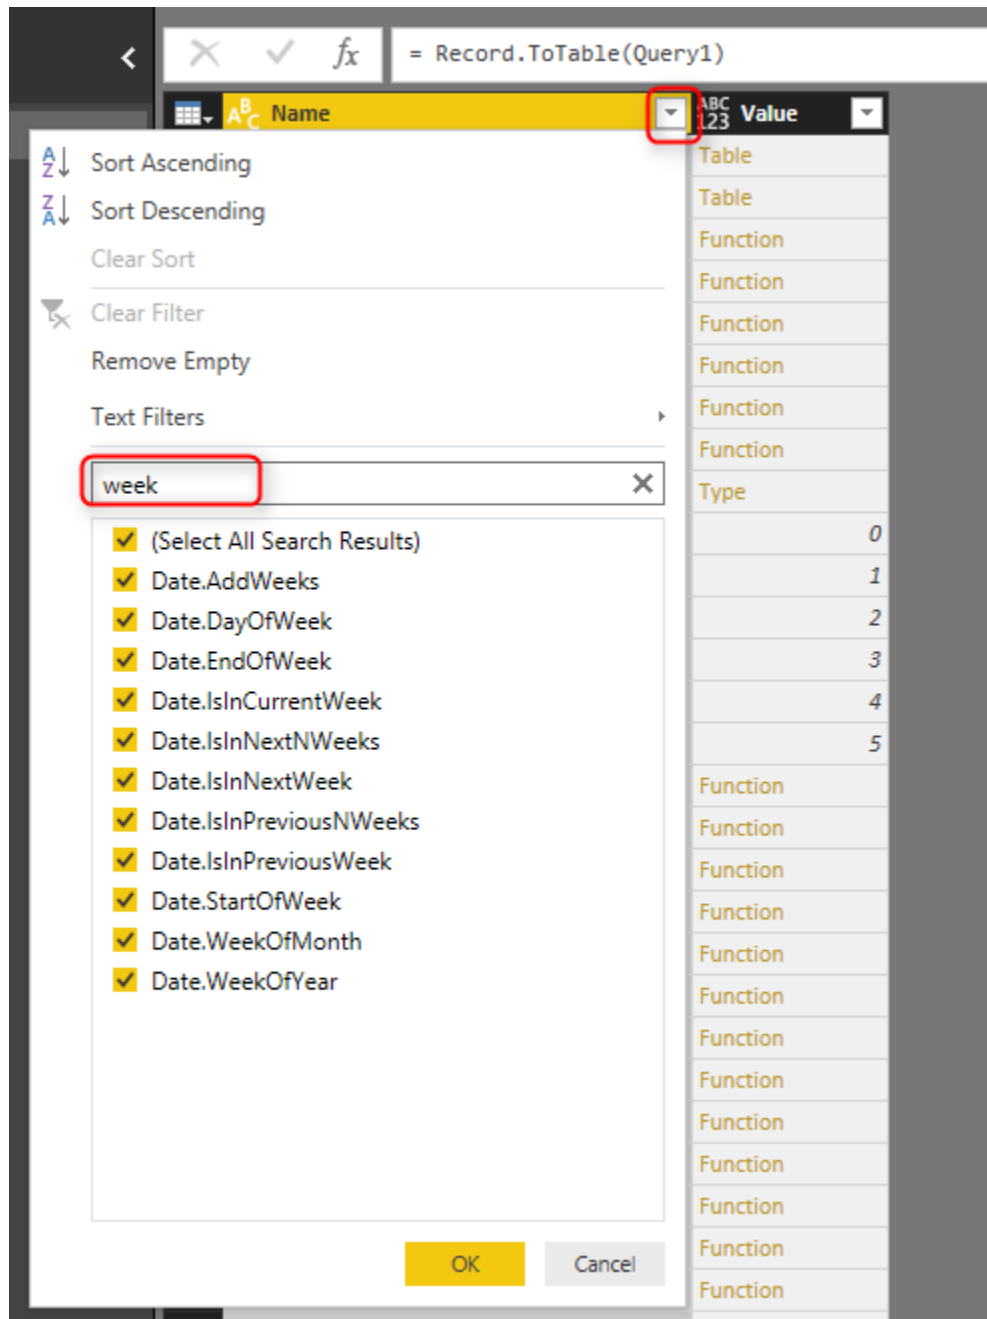 fx = Record.ToTable(Query1)
ABC Name ABC 123 Value
Sort Ascending
Sort Descending
Clear Sort
Clear Filter
Remove Empty
Text Filters
week
(Select All Search Results)
Date.AddWeeks
Date.DayOfWeek
Date.EndOfWeek
Date.IsInCurrentWeek
Date.IsInNextNWeeks
Date.IsInNextWeek
Date.IsInPreviousNWeeks
Date.IsInPreviousWeek
Date.StartOfWeek
Date.WeekOfMonth
Date.WeekOfYear
OK Cancel
Table
Table
Function
Function
Function
Function
Function
Function
Type
0
1
2
3
4
5
Function
Function
Function
Function
Function
Function
Function
Function
Function
Function
Function
Function
Function